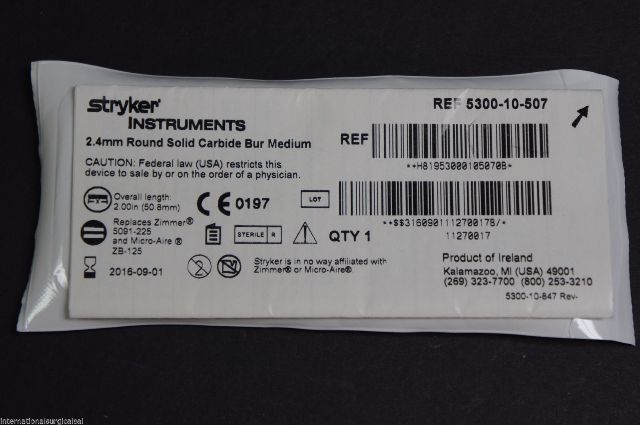 stryker®
INSTRUMENTS
REF 5300-10-507
2.4mm Round Solid Carbide Bur Medium
REF
**H819530001050708*
CAUTION: Federal law (USA) restricts this
device to sale by or on the order of a physician.
Overall length:
2.00in (50.8mm)
CE 0197
LOT
**$$3160901112700178/*
11270017
Replaces Zimmer®
5091-225
and Micro-Aire ®
ZB-125
STERILE R
QTY 1
2016-09-01
2
Stryker is in no way affiliated with
Zimmer® or Micro-Aire®.
Product of Ireland
Kalamazoo, MI (USA) 49001
(269) 323-7700 (800) 253-3210
5300-10-847 Rev-
internationalsurgicalsal